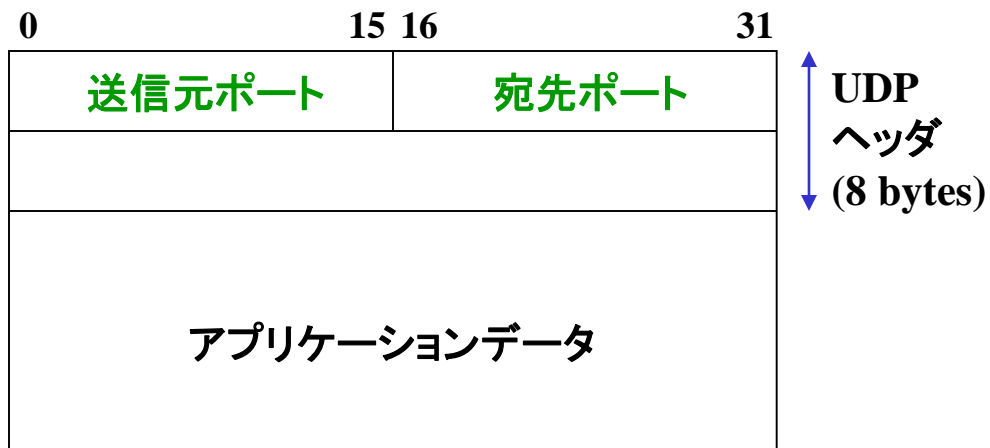 0 15 16 31
送信元ポート 宛先ポート
UDP
ヘッダ
(8 bytes)
アプリケーションデータ